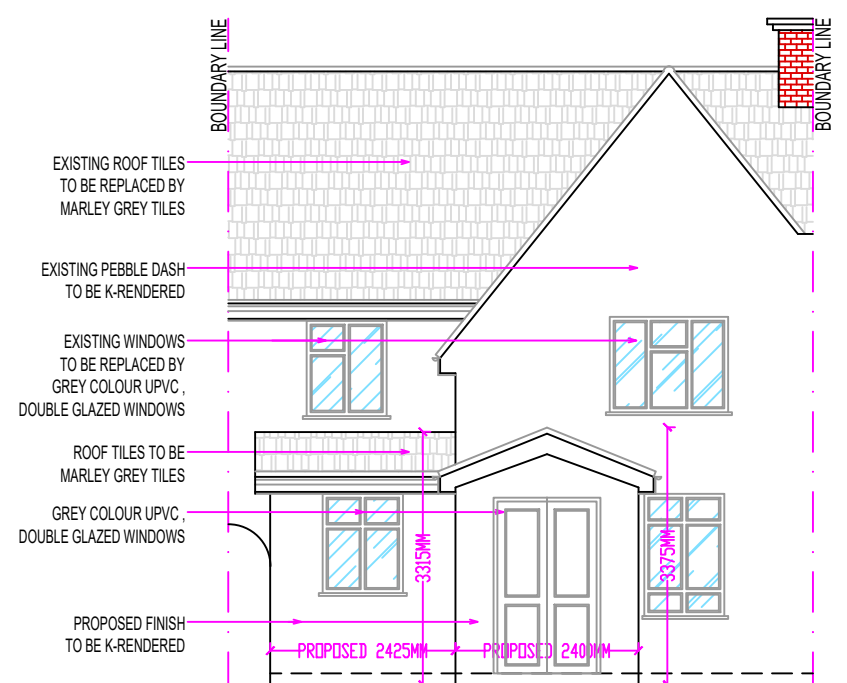 BOUNDARY LINE
BOUNDARY LINE
EXISTING ROOF TILES
TO BE REPLACED BY
MARLEY GREY TILES
EXISTING PEBBLE DASH
TO BE K-RENDERED
EXISTING WINDOWS
TO BE REPLACED BY
GREY COLOUR UPVC ,
DOUBLE GLAZED WINDOWS
ROOF TILES TO BE
MARLEY GREY TILES
GREY COLOUR UPVC ,
DOUBLE GLAZED WINDOWS
3315MM
3375MM
PROPOSED FINISH
TO BE K-RENDERED
PROPOSED 2425MM
PROPOSED 2400MM